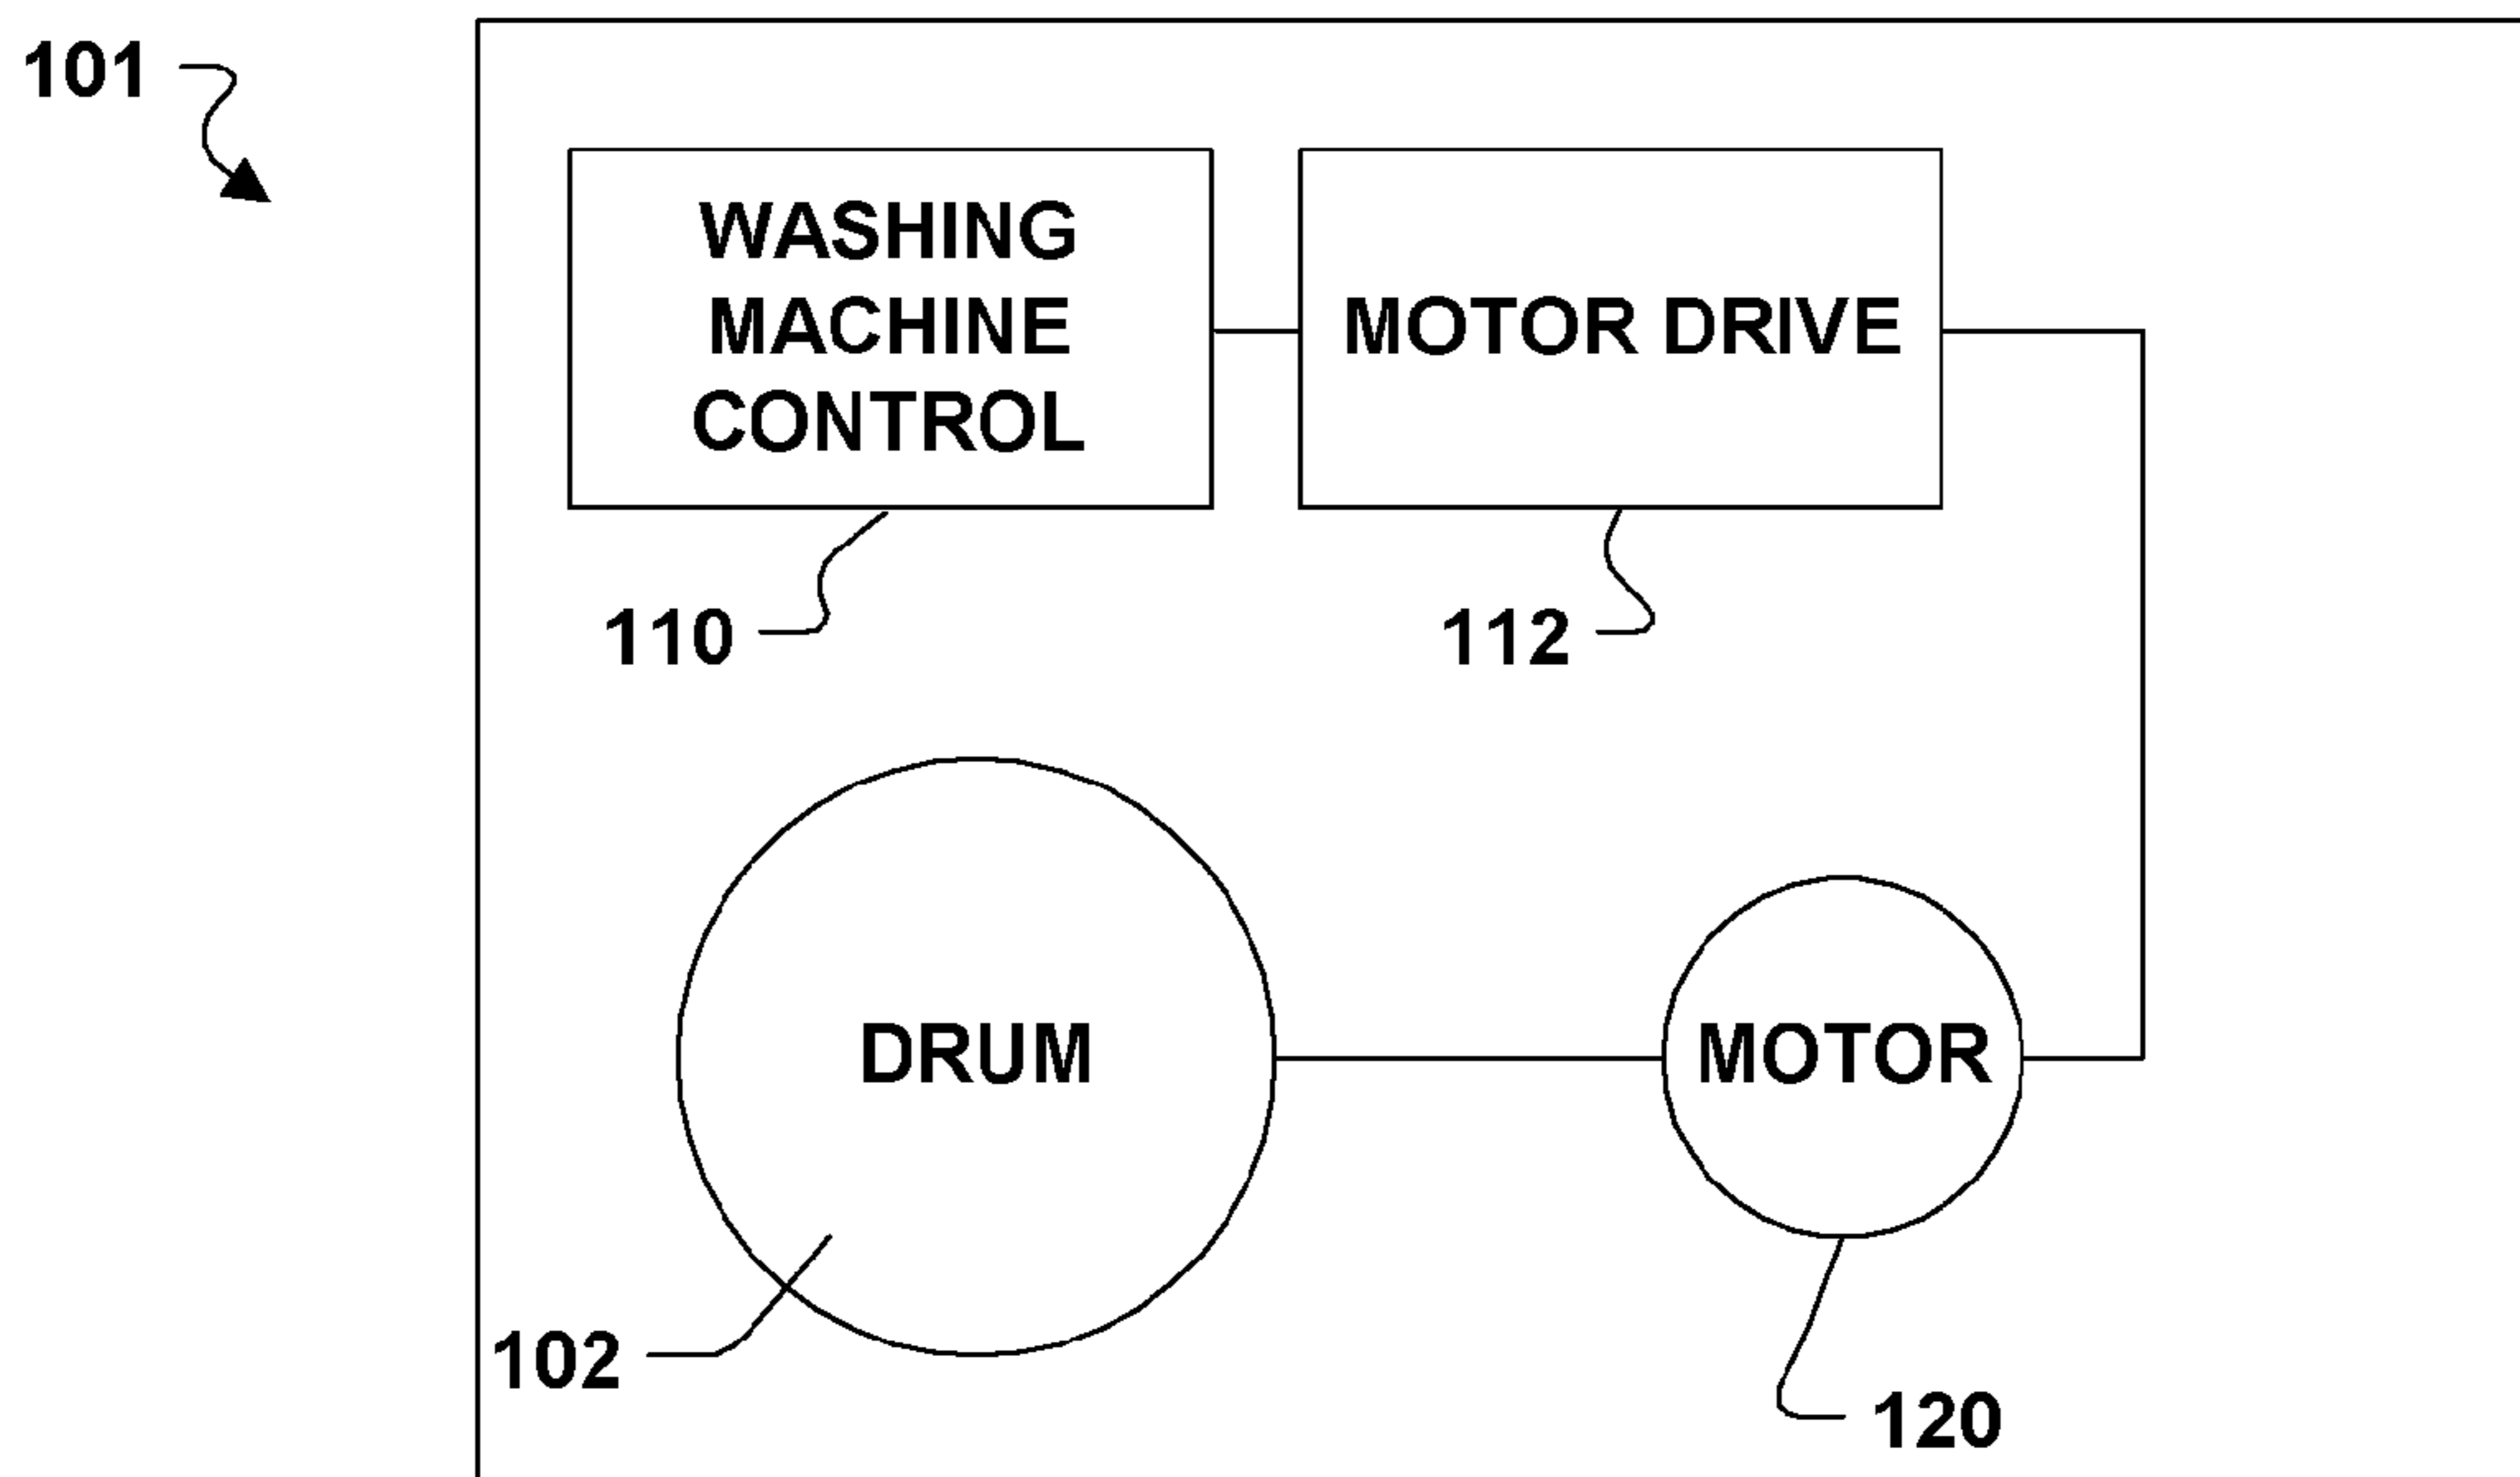 101
WASHING
MACHINE
CONTROL
MOTOR DRIVE
110
112
DRUM
MOTOR
102
120